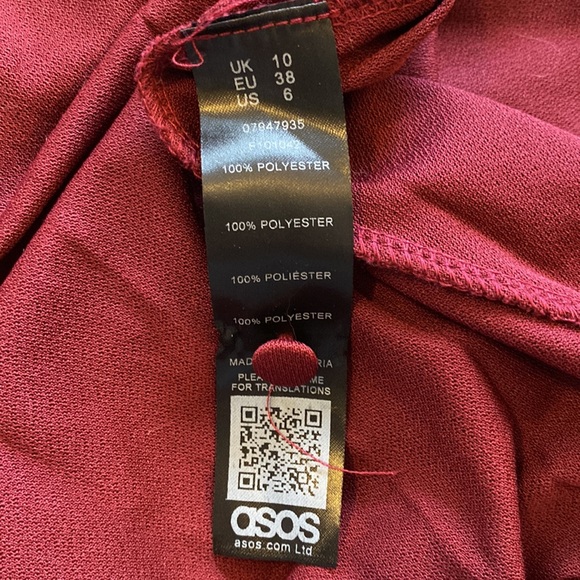 UK 10
EU 38
US 6
07947935
100% POLYESTER
100% POLYESTER
100% POLIÉSTER
100% POLYESTER
FOR TRANSLATIONS
asos
asos.com Ltd